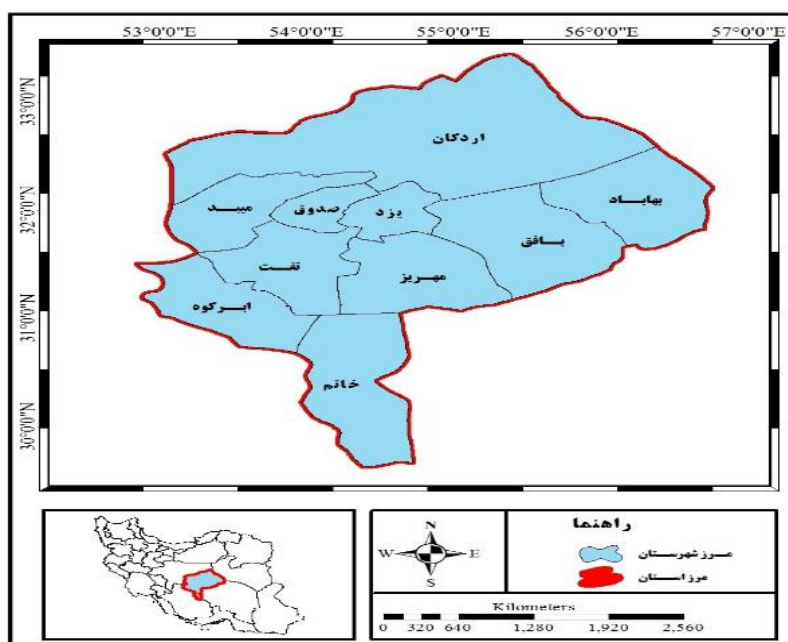 53°0'0"E 54°0'0"E 55°0'0"E 56°0'0"E 57°0'0"E
33°0'0"N
32°0'0"N
31°0'0"N
30°0'0"N
اردکان
بهاباد
میبد
صدوق
یزد
بافق
تفت
مهریز
ابرکوه
خاتم
N
W E
S
راهنما
مرز شهرستان
مرز استان
Kilometers
0 320 640 1,280 1,920 2,560